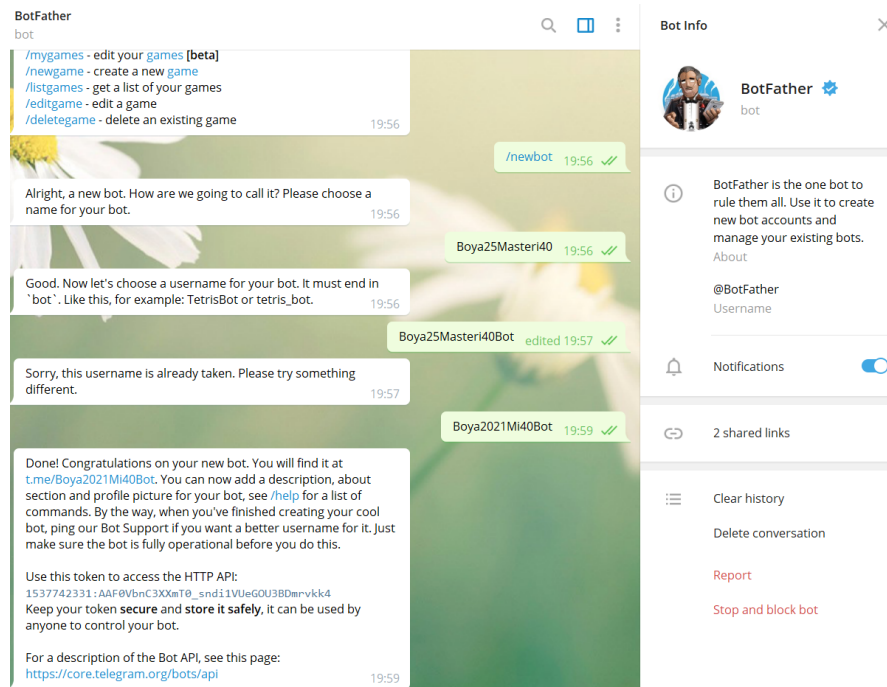 BotFather
bot
/mygames - edit your games [beta]
/newgame - create a new game
/listgames - get a list of your games
/editgame - edit a game
/deletegame - delete an existing game
19:56
/newbot 19:56
Alright, a new bot. How are we going to call it? Please choose a
name for your bot.
19:56
Boya25Masteri40 19:56
Good. Now let's choose a username for your bot. It must end in
`bot`. Like this, for example: TetrisBot or tetris_bot.
19:56
Boya25Masteri40Bot edited 19:57
Sorry, this username is already taken. Please try something
different.
19:57
Boya2021Mi40Bot 19:59
Done! Congratulations on your new bot. You will find it at
t.me/Boya2021Mi40Bot. You can now add a description, about
section and profile picture for your bot, see /help for a list of
commands. By the way, when you've finished creating your cool
bot, ping our Bot Support if you want a better username for it. Just
make sure the bot is fully operational before you do this.
Use this token to access the HTTP API:
1537742331:AAF0VbnC3XXmT0_sndi1VUeGOU3BDmrvkk4
Keep your token secure and store it safely, it can be used by
anyone to control your bot.
For a description of the Bot API, see this page:
https://core.telegram.org/bots/api
19:59
Bot Info
BotFather
bot
BotFather is the one bot to
rule them all. Use it to create
new bot accounts and
manage your existing bots.
About
@BotFather
Username
Notifications
2 shared links
Clear history
Delete conversation
Report
Stop and block bot